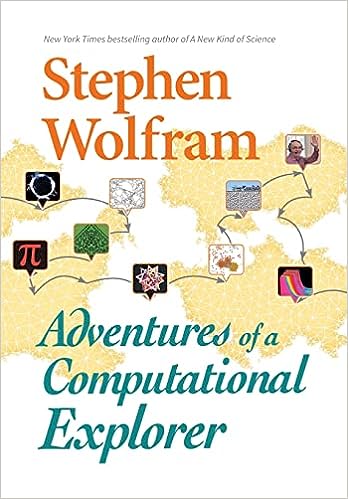 New York Times bestselling author of A New Kind of Science
Stephen
Wolfram
π
Adventures of a
Computational
Explorer